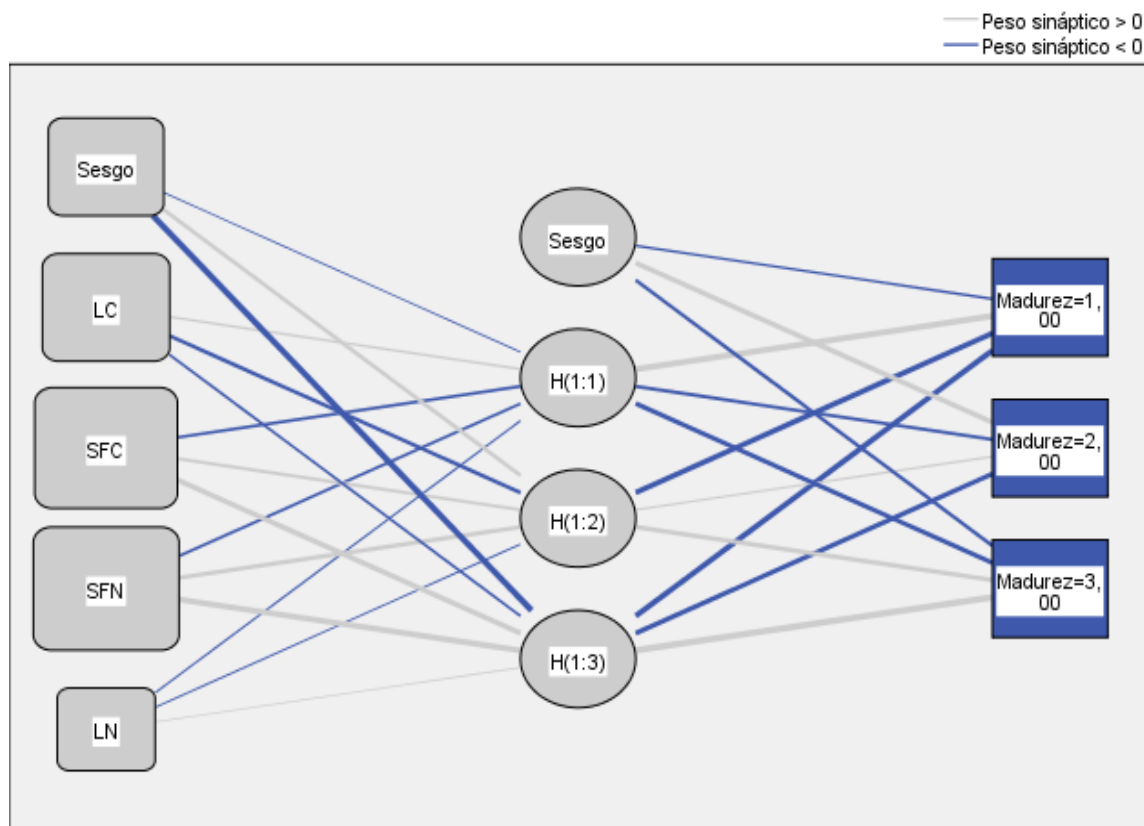 Peso sináptico > 0
Peso sináptico < 0
Sesgo
LC
SFC
SFN
LN
Sesgo
H(1:1)
H(1:2)
H(1:3)
Madurez=1,
00
Madurez=2,
00
Madurez=3,
00